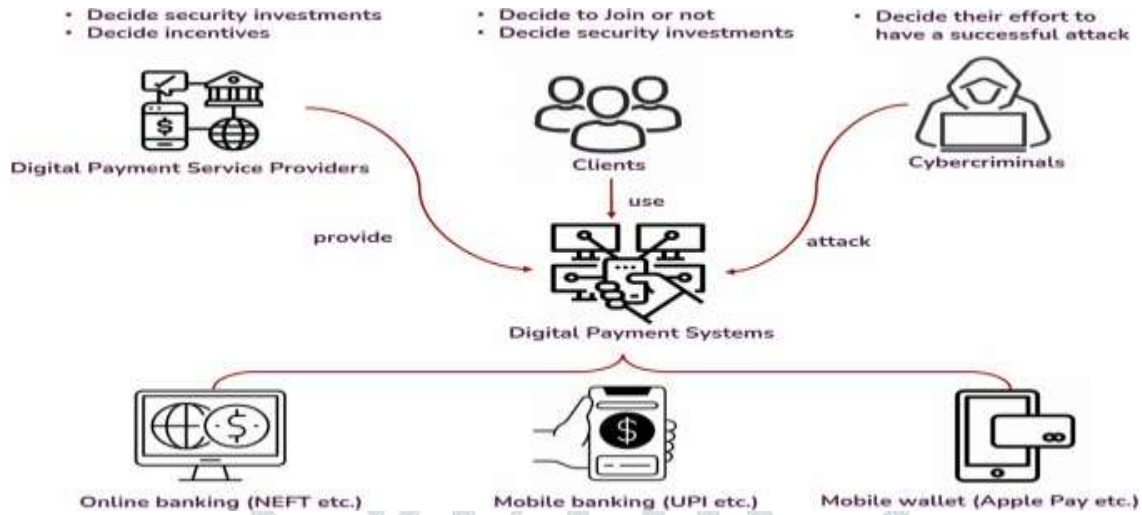 • Decide security investments
• Decide incentives
• Decide to Join or not
• Decide security investments
• Decide their effort to
have a successful attack
$
Digital Payment Service Providers
Clients
Cybercriminals
use
provide
attack
Digital Payment Systems
$
$
Online banking (NEFT etc.)
Mobile banking (UPI etc.)
Mobile wallet (Apple Pay etc.)